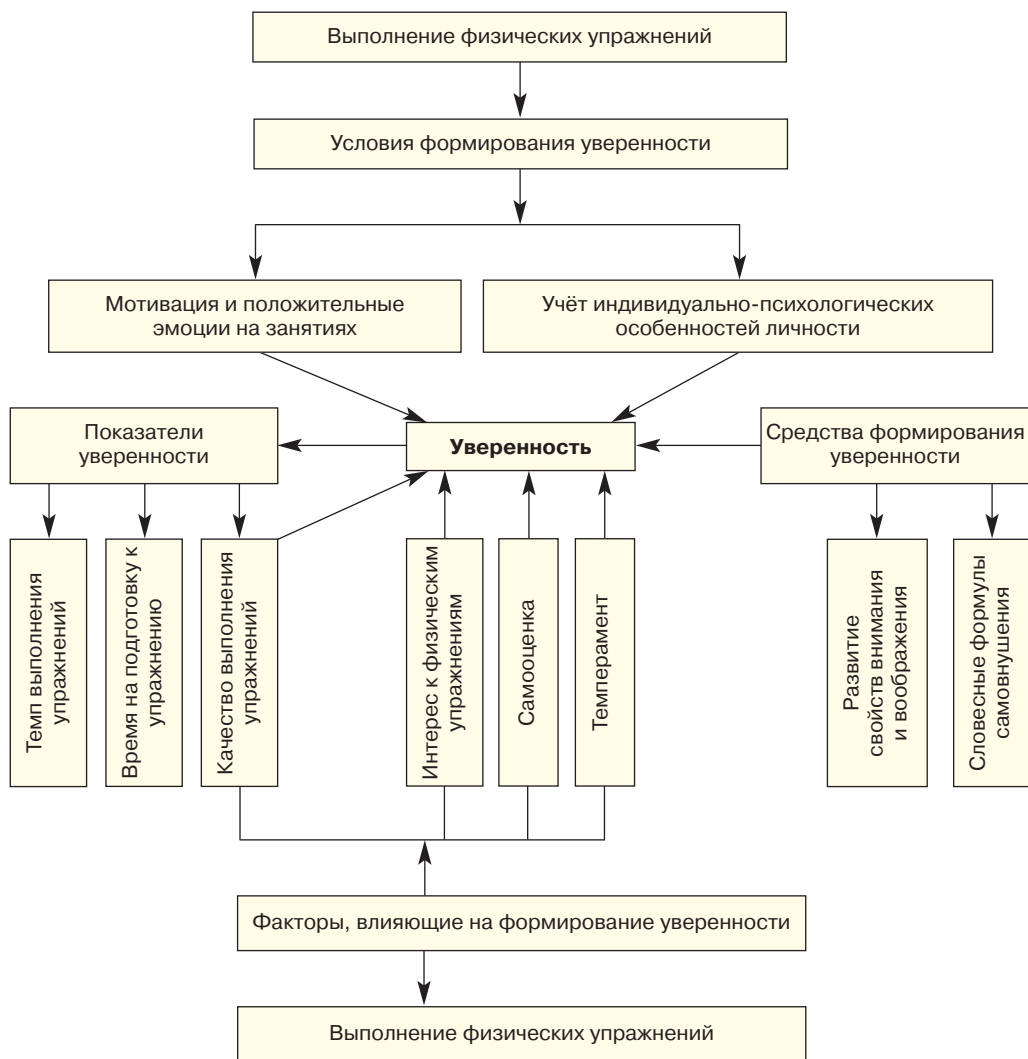 Выполнение физических упражнений
Условия формирования уверенности
Мотивация и положительные
эмоции на занятиях
Учёт индивидуально-психологических
особенностей личности
Показатели
уверенности
Уверенность
Средства формирования
уверенности
Темп выполнения
упражнений
Время на подготовку к
упражнению
Качество выполнения
упражнений
Интерес к физическим
упражнениям
Самооценка
Темперамент
Развитие
свойств внимания
и воображения
Словесные формулы
самовнушения
Факторы, влияющие на формирование уверенности
Выполнение физических упражнений